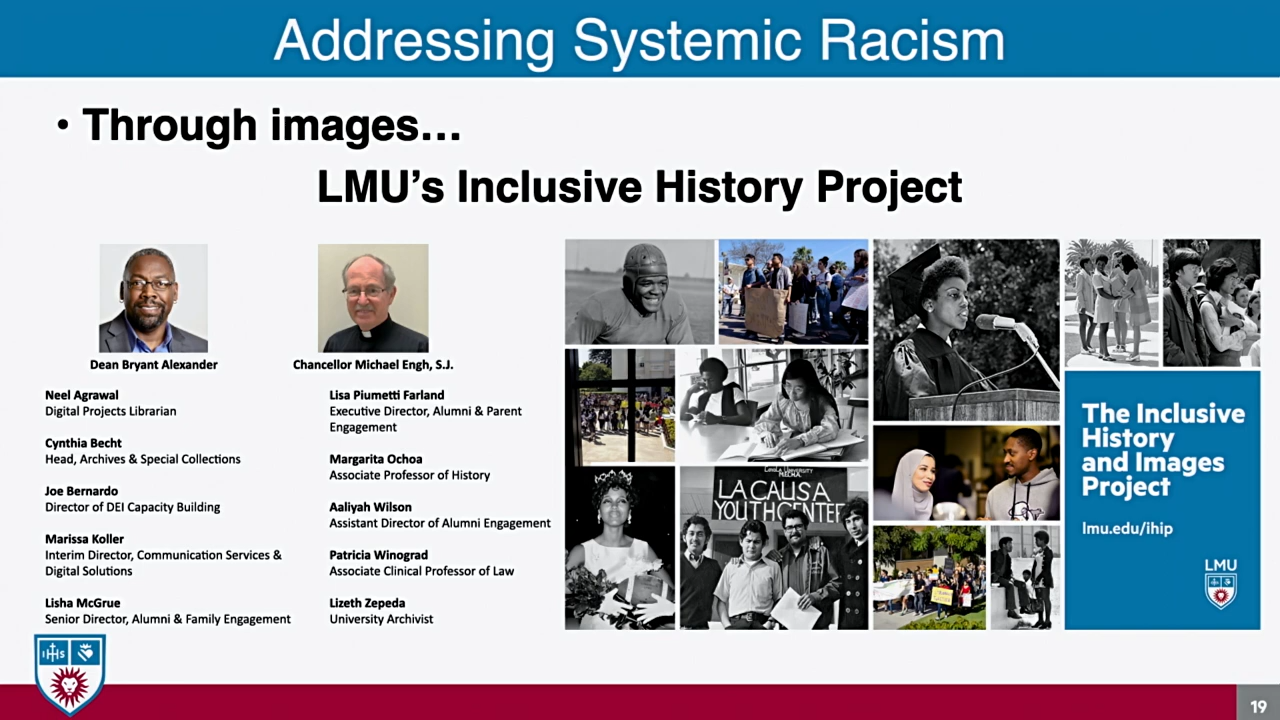 Addressing Systemic Racism
• Through images...
LMU’s Inclusive History Project
Dean Bryant Alexander
Chancellor Michael Engh, S.J.
Neel Agrawal
Digital Projects Librarian
Cynthia Becht
Head, Archives & Special Collections
Joe Bernardo
Director of DEI Capacity Building
Marissa Koller
Interim Director, Communication Services &
Digital Solutions
Lisha McGrue
Senior Director, Alumni & Family Engagement
Lisa Piumetti Farland
Executive Director, Alumni & Parent
Engagement
Margarita Ochoa
Associate Professor of History
Aaliyah Wilson
Assistant Director of Alumni Engagement
Patricia Winograd
Associate Clinical Professor of Law
Lizeth Zepeda
University Archivist
LOYOLA UNIVERSITY
MECHA
LA CAUSA
YOUTH CENTER
The Inclusive
History
and Images
Project
lmu.edu/ihip
LMU
IHS
19